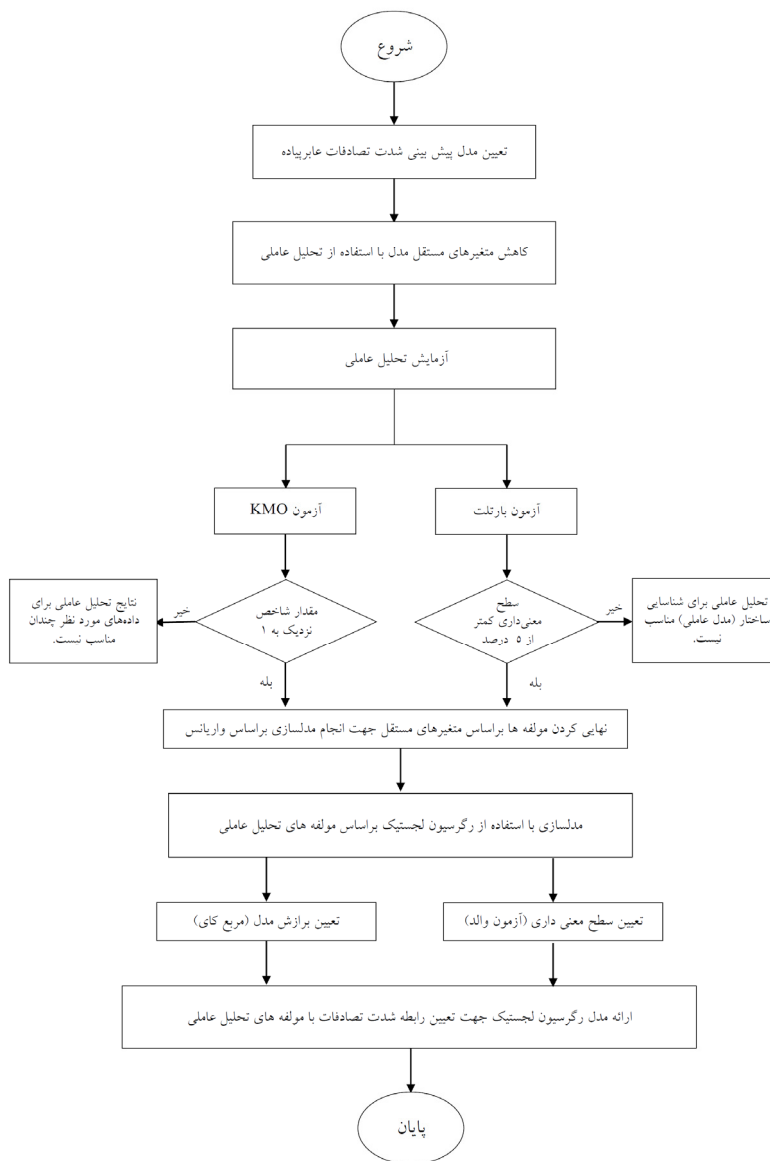 شروع
تعیین مدل پیش بینی شدت تصادفات عابرپیاده
کاهش متغیرهای مستقل مدل با استفاده از تحلیل عاملی
آزمایش تحلیل عاملی
آزمون بارتلت
آزمون KMO
تحلیل عاملی برای شناسایی
ساختار (مدل عاملی) مناسب
نیست.
خیر
سطح
معنی‌داری کمتر
از ۵ درصد
مقدار شاخص
نزدیک به ۱
خیر
نتایج تحلیل عاملی برای
داده‌های مورد نظر چندان
مناسب نیست.
بله
بله
نهایی کردن مولفه ها براساس متغیرهای مستقل جهت انجام مدلسازی براساس واریانس
مدلسازی با استفاده از رگرسیون لجستیک براساس مولفه های تحلیل عاملی
تعیین سطح معنی داری (آزمون والد)
تعیین برازش مدل (مربع کای)
ارائه مدل رگرسیون لجستیک جهت تعیین رابطه شدت تصادفات با مولفه های تحلیل عاملی
پایان